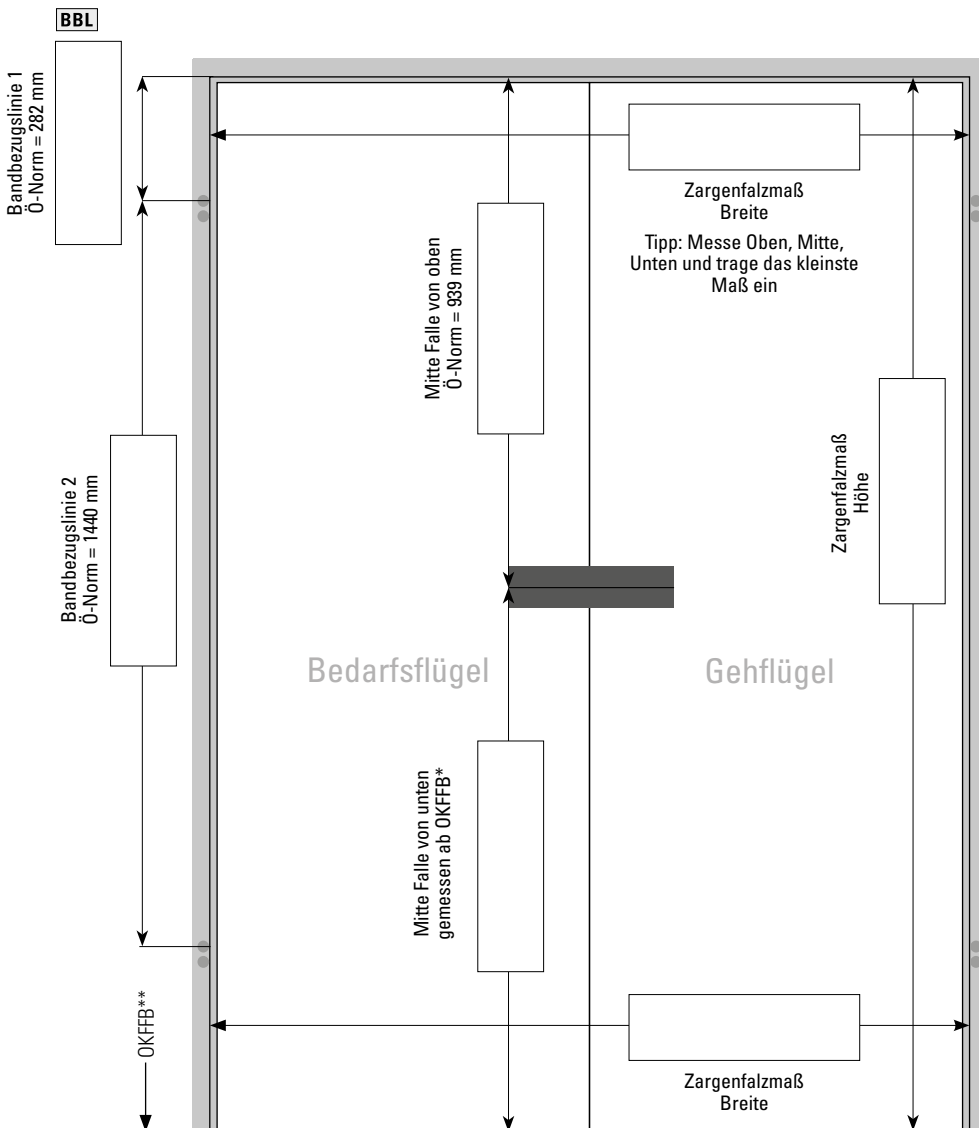 BBL
Bandbezugslinie 1
Ö-Norm = 282 mm
Zargenfalzmaß
Breite
Tipp: Messe Oben, Mitte,
Unten und trage das kleinste
Maß ein
Mitte Falle von oben
Ö-Norm = 939 mm
Zargenfalzmaß
Höhe
Bandbezugslinie 2
Ö-Norm = 1440 mm
Bedarfsflügel
Gehflügel
Mitte Falle von unten
gemessen ab OKFFB*
OKFFB**
Zargenfalzmaß
Breite